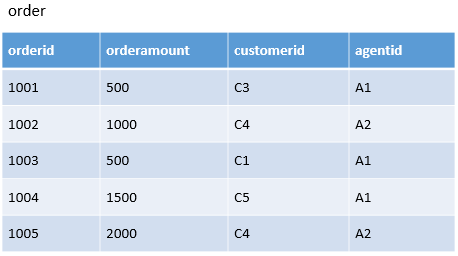 order
orderid orderamount customerid agentid
1001 500 C3 A1
1002 1000 C4 A2
1003 500 C1 A1
1004 1500 C5 A1
1005 2000 C4 A2